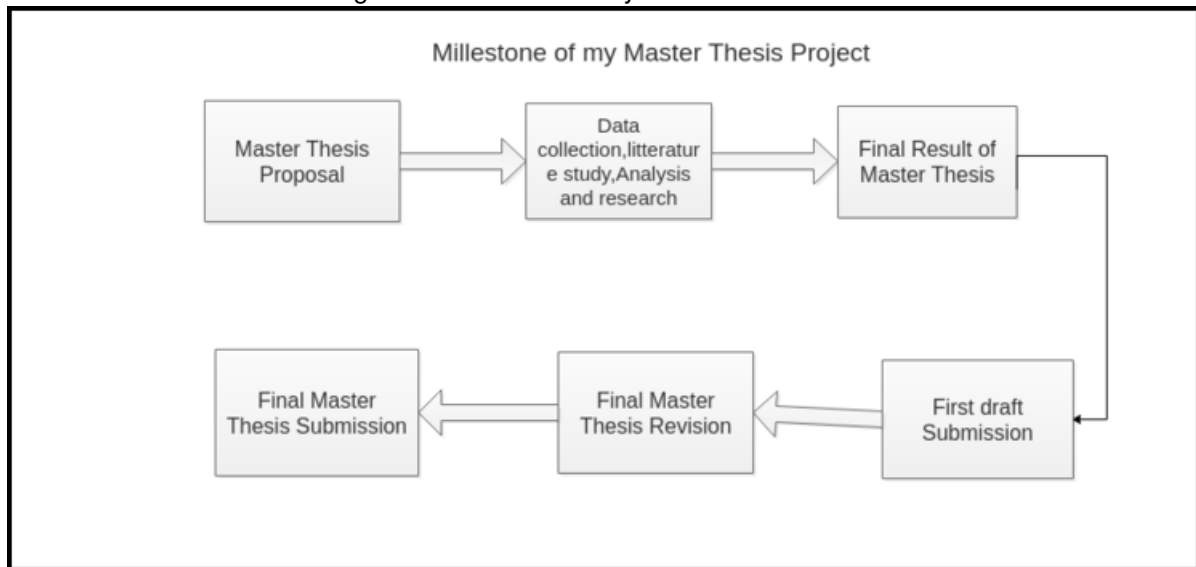 Millestone of my Master Thesis Project
Master Thesis
Proposal
Data
collection,litteratur
e study,Analysis
and research
Final Result of
Master Thesis
First draft
Submission
Final Master
Thesis Revision
Final Master
Thesis Submission